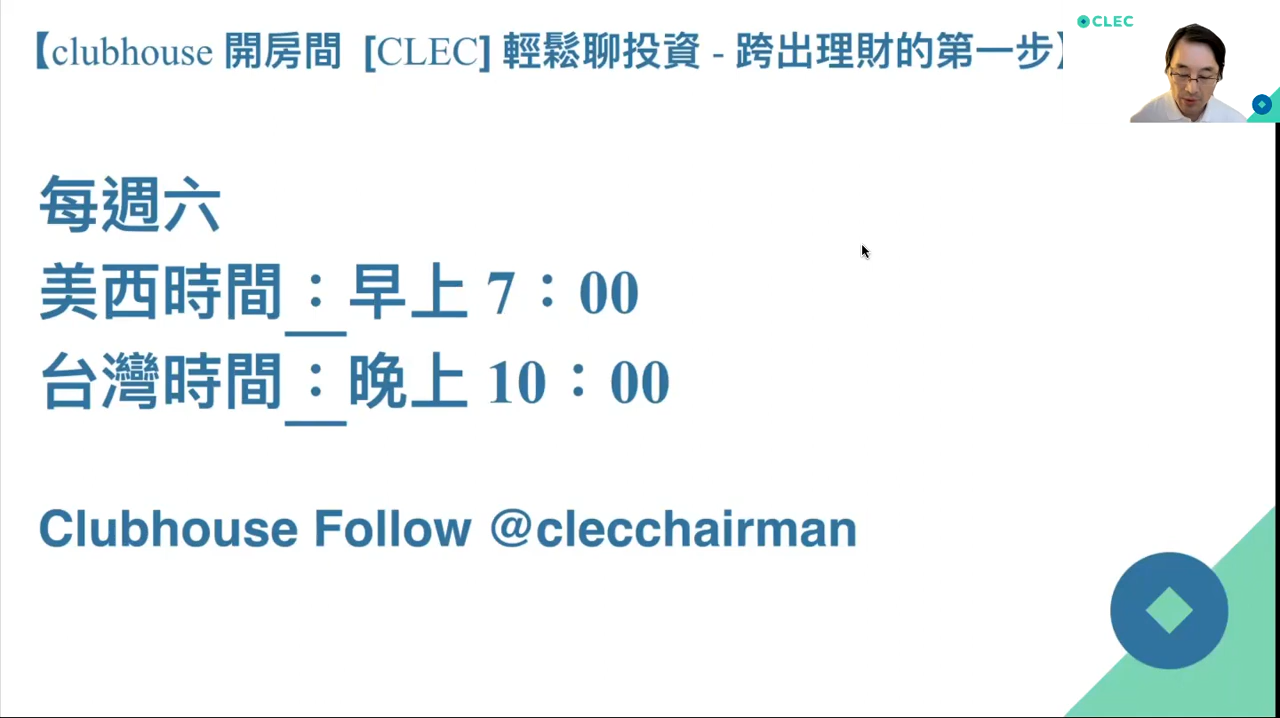 【clubhouse 開房間 [CLEC] 輕鬆聊投資 - 跨出理財的第一步】
CLEC
每週六
美西時間：早上 7：00
台灣時間：晚上 10：00
Clubhouse Follow @clecchairman